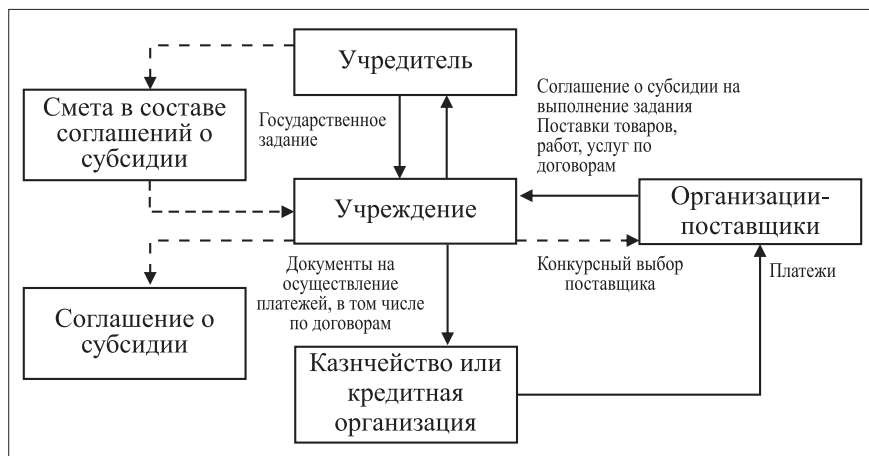 Учредитель
Смета в составе
соглашений о
субсидии
Государственное
задание
Соглашение о субсидии на
выполнение задания
Поставки товаров,
работ, услуг по
договорам
Учреждение
Организации-
поставщики
Документы на
осуществление
платежей, в том числе
по договорам
Конкурсный выбор
поставщика
Платежи
Соглашение о
субсидии
Казнчейство или
кредитная
организация